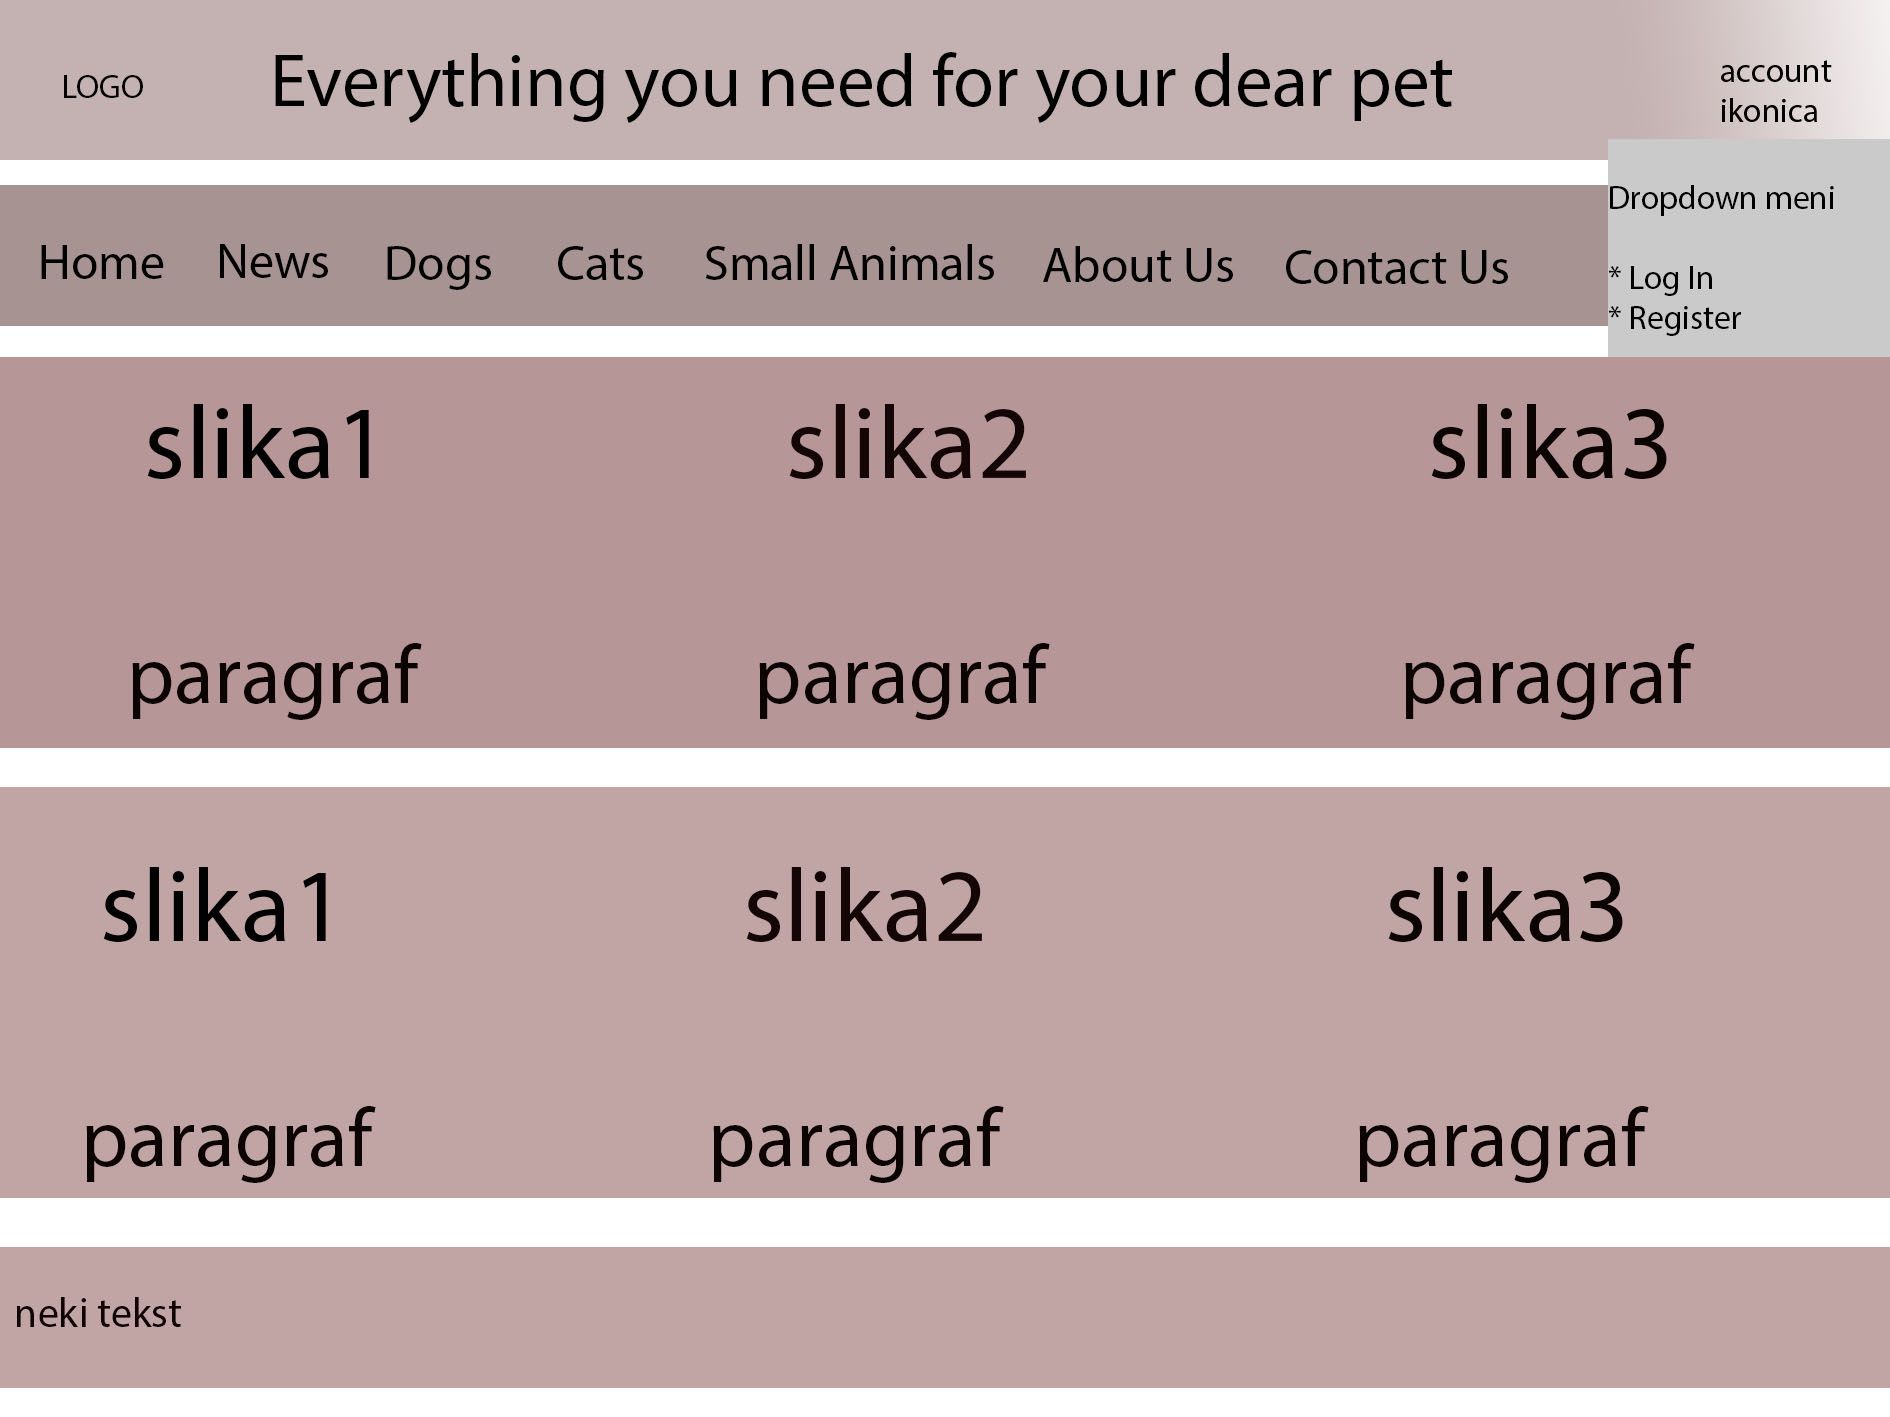 LOGO
Everything you need for your dear pet
account
ikonica
Dropdown meni
* Log In
* Register
Home News Dogs Cats Small Animals About Us Contact Us
slika1 slika2 slika3
paragraf paragraf paragraf
slika1 slika2 slika3
paragraf paragraf paragraf
neki tekst